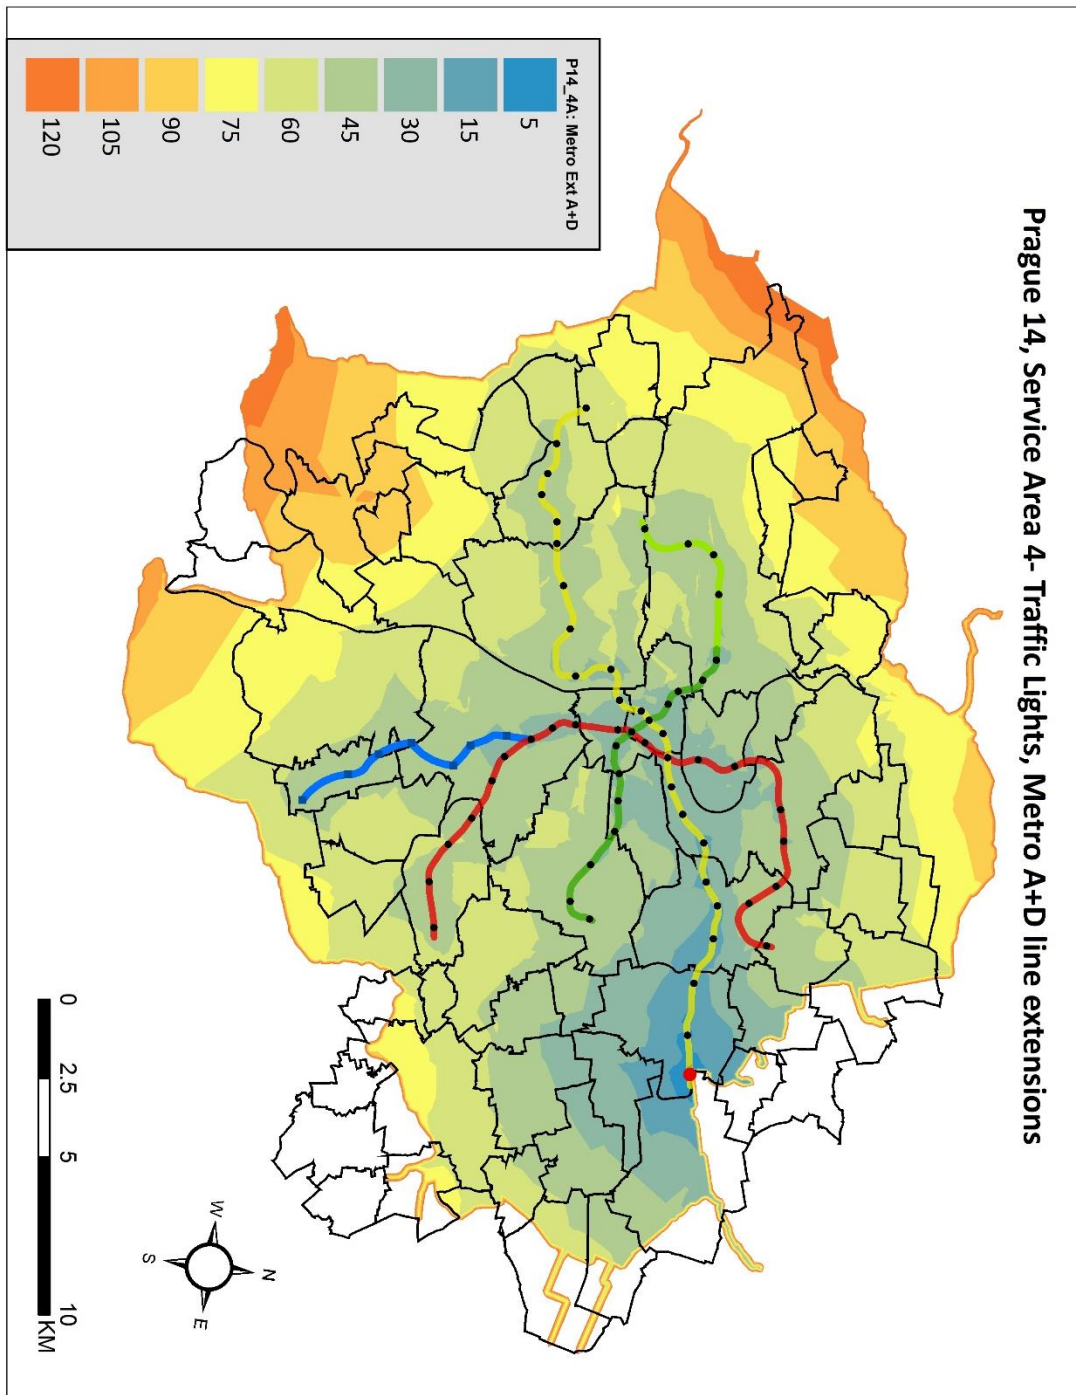 Prague 14, Service Area 4- Traffic Lights, Metro A+D line extensions
P14_4A: Metro Ext A+D
5
15
30
45
60
75
90
105
120
0
2.5
5
10
KM
N
W
E
S